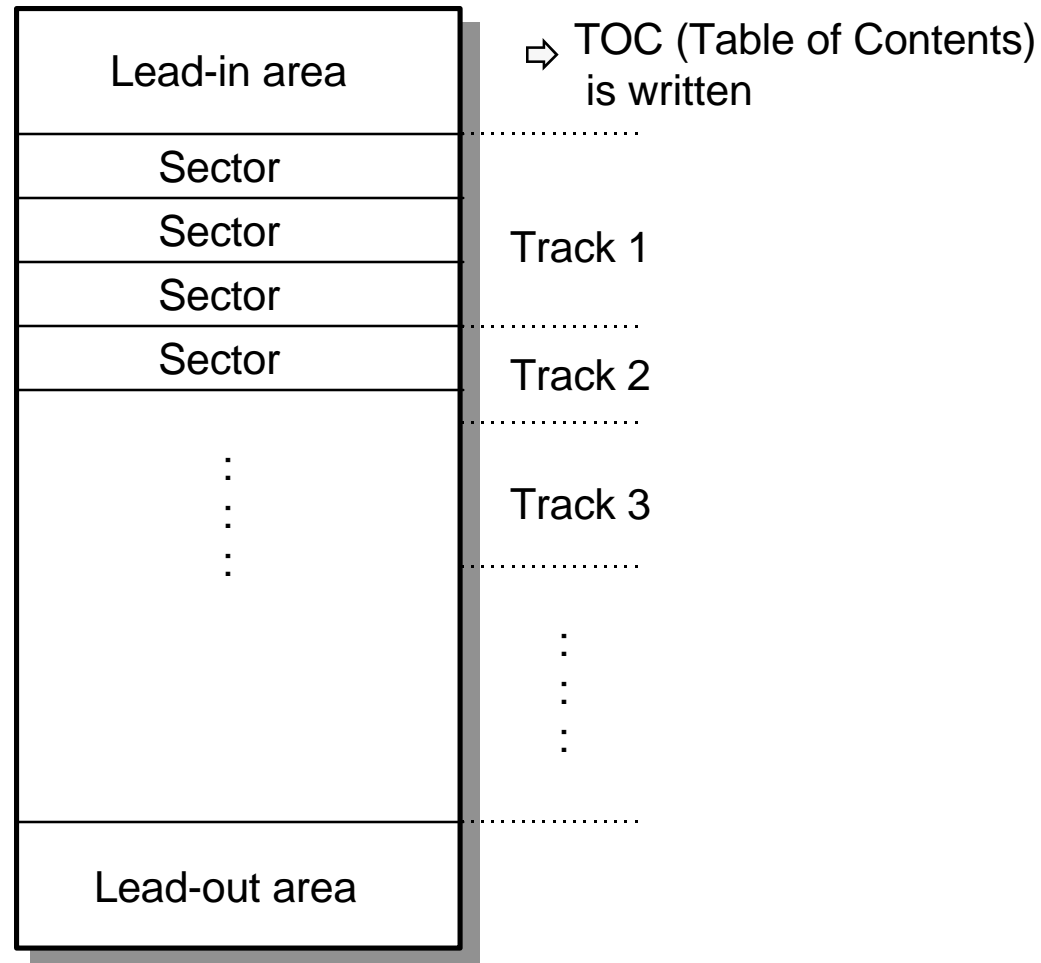 Lead-in area
TOC (Table of Contents)
is written
Sector
Sector
Track 1
Sector
Sector
Track 2
Track 3
Lead-out area